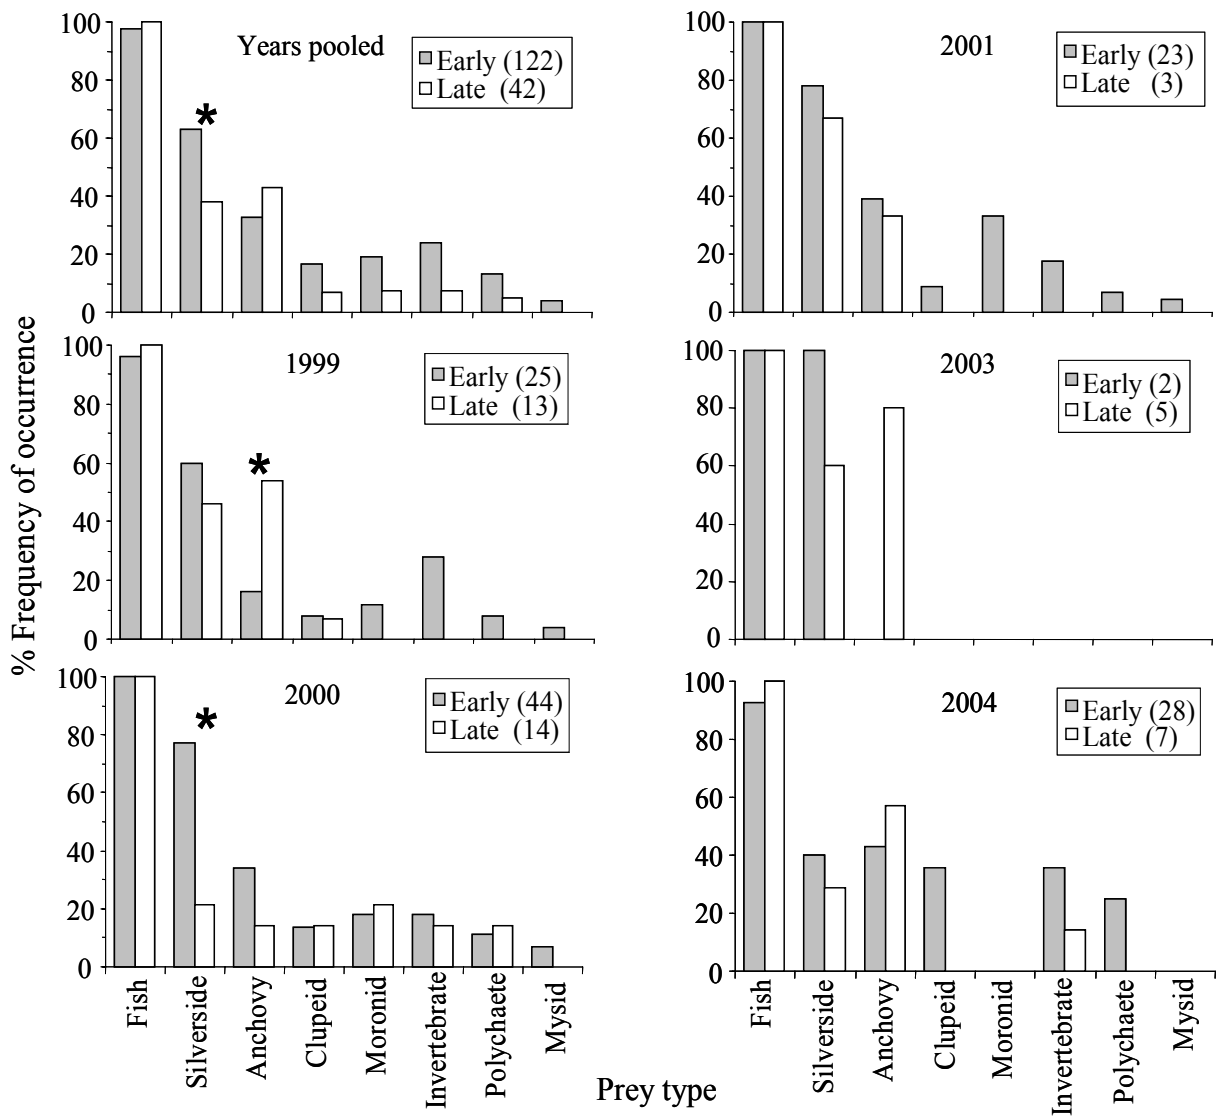 % Frequency of occurrence
Years pooled
Early (122)
Late (42)
100
80
60
40
20
0
*
1999
Early (25)
Late (13)
100
80
60
40
20
0
*
2000
Early (44)
Late (14)
100
80
60
40
20
0
*
Fish
Silverside
Anchovy
Clupeid
Moronid
Invertebrate
Polychaete
Mysid
2001
Early (23)
Late (3)
100
80
60
40
20
0
2003
Early (2)
Late (5)
100
80
60
40
20
0
2004
Early (28)
Late (7)
100
80
60
40
20
0
Fish
Silverside
Anchovy
Clupeid
Moronid
Invertebrate
Polychaete
Mysid
Prey type